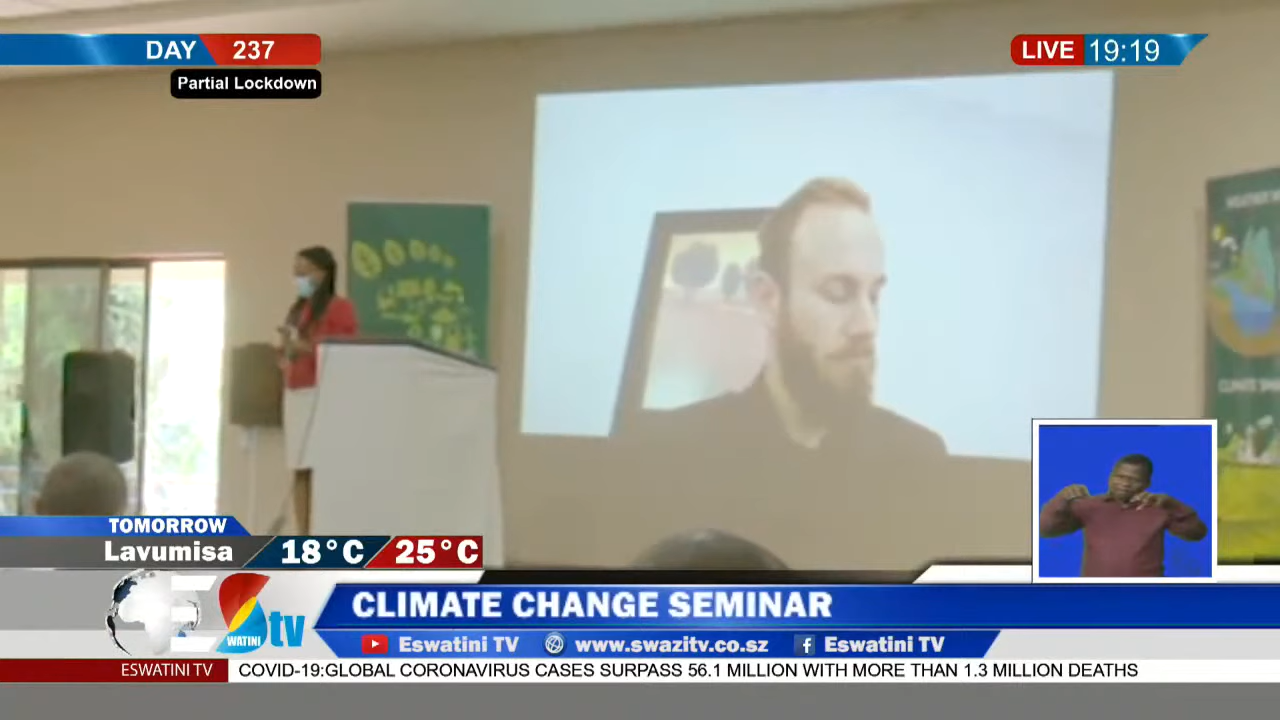 DAY 237
Partial Lockdown
LIVE 19:19
TOMORROW
Lavumisa 18°C 25°C
E
WATINI
tv
CLIMATE CHANGE SEMINAR
Eswatini TV www.swazitv.co.sz Eswatini TV
ESWATINI TV COVID-19:GLOBAL CORONAVIRUS CASES SURPASS 56.1 MILLION WITH MORE THAN 1.3 MILLION DEATHS